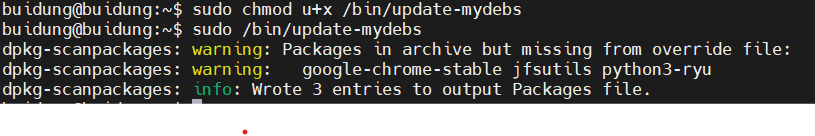 buidung@buidung:~$ sudo chmod u+x /bin/update-mydebs
buidung@buidung:~$ sudo /bin/update-mydebs
dpkg-scanpackages: warning: Packages in archive but missing from override file:
dpkg-scanpackages: warning:   google-chrome-stable jfsutils python3-ryu
dpkg-scanpackages: info: Wrote 3 entries to output Packages file.